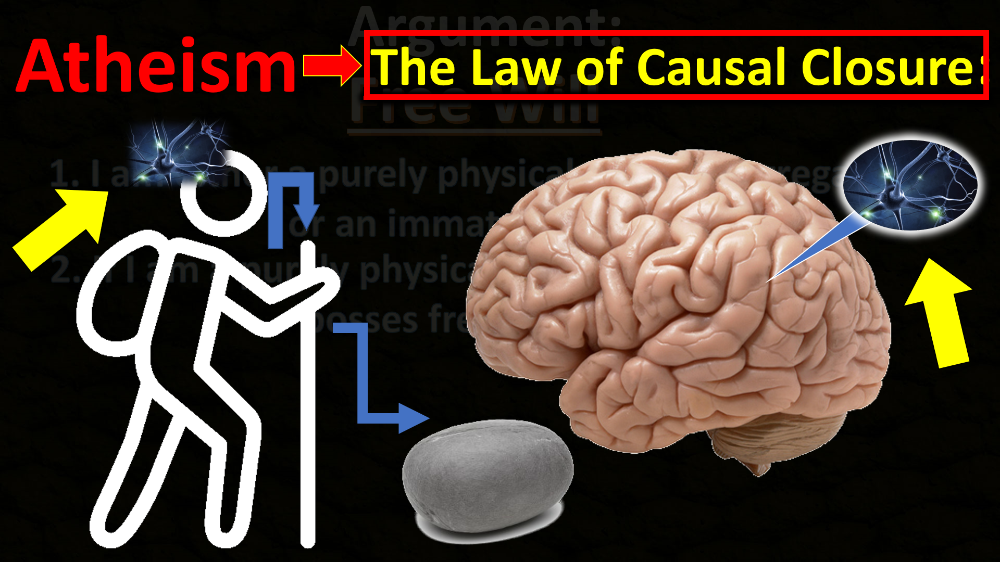 Argument:
Atheism The Law of Causal Closure:
Free Will
1. I a purely physical
or an immat
2. I am a purely physica
posses fre